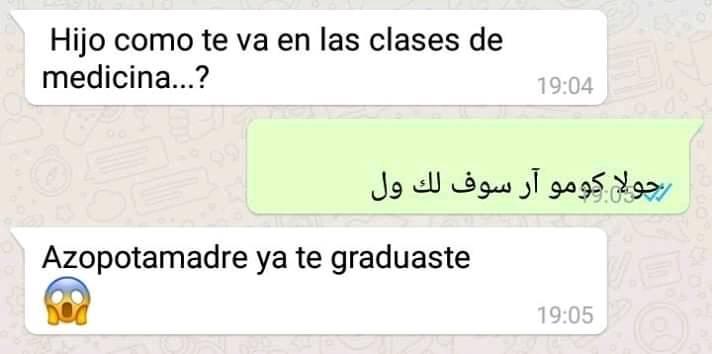 Hijo como te va en las clases de
medicina...?
19:04
جولا كومو آر سوف لك ول
19:05
Azopotamadre ya te graduaste
😱
19:05